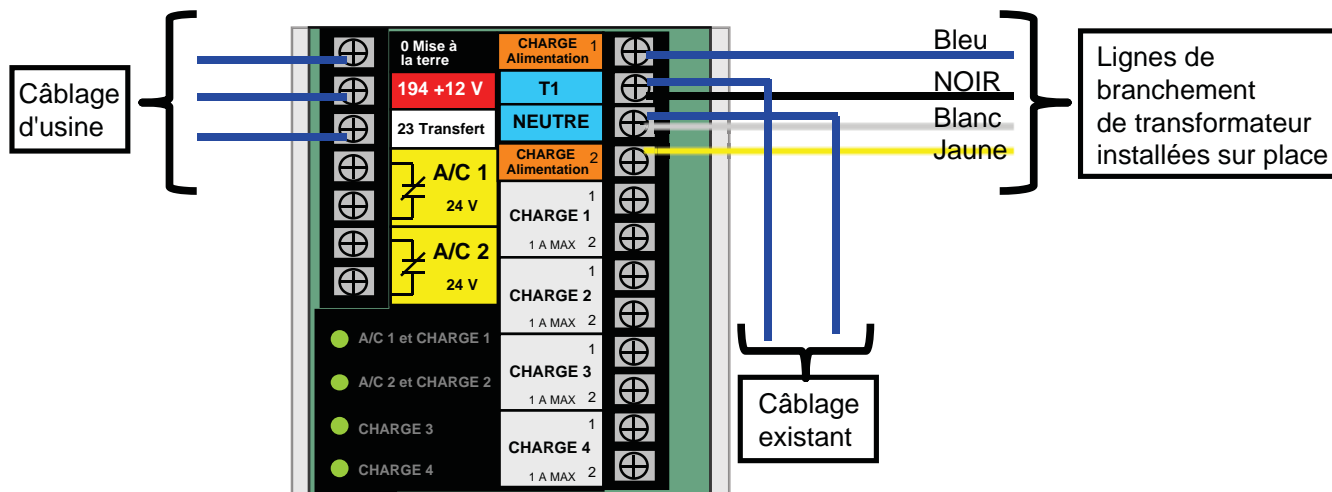 Câblage
d'usine
0 Mise à
la terre
194 +12 V
23 Transfert
A/C 1
24 V
A/C 2
24 V
A/C 1 et CHARGE 1
A/C 2 et CHARGE 2
CHARGE 3
CHARGE 4
CHARGE 1
Alimentation
T1
NEUTRE
CHARGE 2
Alimentation
1
CHARGE 1
1 A MAX 2
1
CHARGE 2
1 A MAX 2
1
CHARGE 3
1 A MAX 2
1
CHARGE 4
1 A MAX 2
Bleu
NOIR
Blanc
Jaune
Lignes de
branchement
de transformateur
installées sur place
Câblage
existant